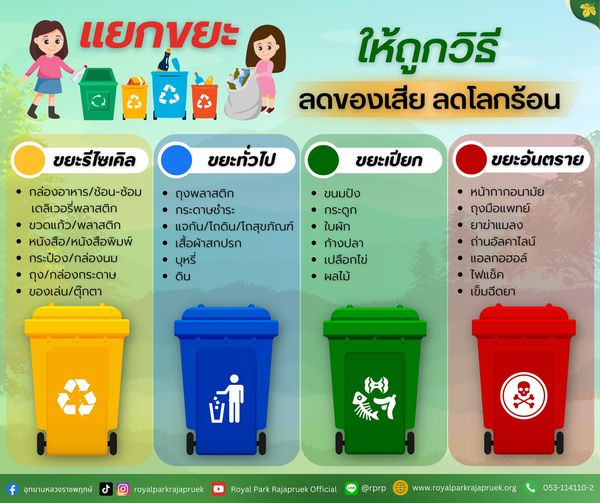 แยกขยะ
ให้ถูกวิธี
ลดของเสีย ลดโลกร้อน
ขยะรีไซเคิล
• กล่องอาหาร/ช้อน-ซ้อม
เดลิเวอรี่พลาสติก
• ขวดแก้ว/พลาสติก
• หนังสือ/หนังสือพิมพ์
• กระป๋อง/กล่องนม
• ถุง/กล่องกระดาษ
• ของเล่น/ตุ๊กตา
ขยะทั่วไป
• ถุงพลาสติก
• กระดาษชำระ
• แจกัน/โถดิน/โถสุขภัณฑ์
• เสื้อผ้าสกปรก
• บุหรี่
• ดิน
ขยะเปียก
• ขนมปัง
• กระดูก
• ใบผัก
• ก้างปลา
• เปลือกไข่
• ผลไม้
ขยะอันตราย
• หน้ากากอนามัย
• ถุงมือแพทย์
• ยาฆ่าแมลง
• ถ่านอัลคาไลน์
• แอลกอฮอล์
• ไฟแช็ค
• เข็มฉีดยา
อุทยานหลวงราชพฤกษ์ royalparkrajapruek Royal Park Rajapruek Official @rprp www.royalparkrajapruek.org 053-114110-2